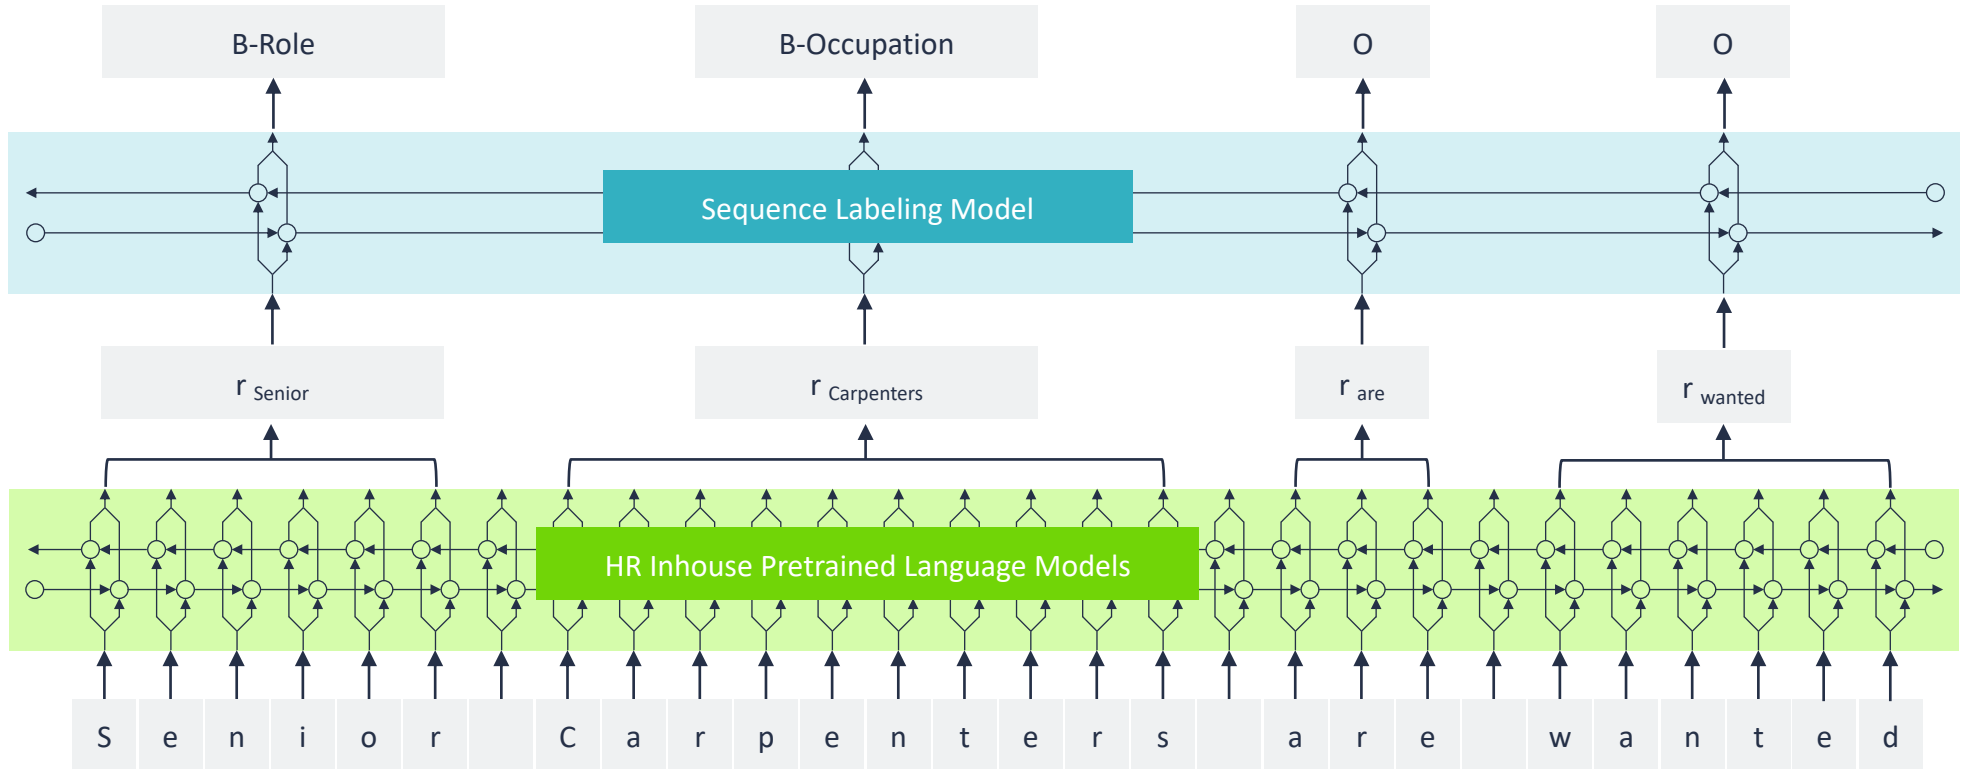 B-Role B-Occupation O O
Sequence Labeling Model
r Senior r Carpenters r are r wanted
HR Inhouse Pretrained Language Models
S e n i o r C a r p e n t e r s a r e w a n t e d